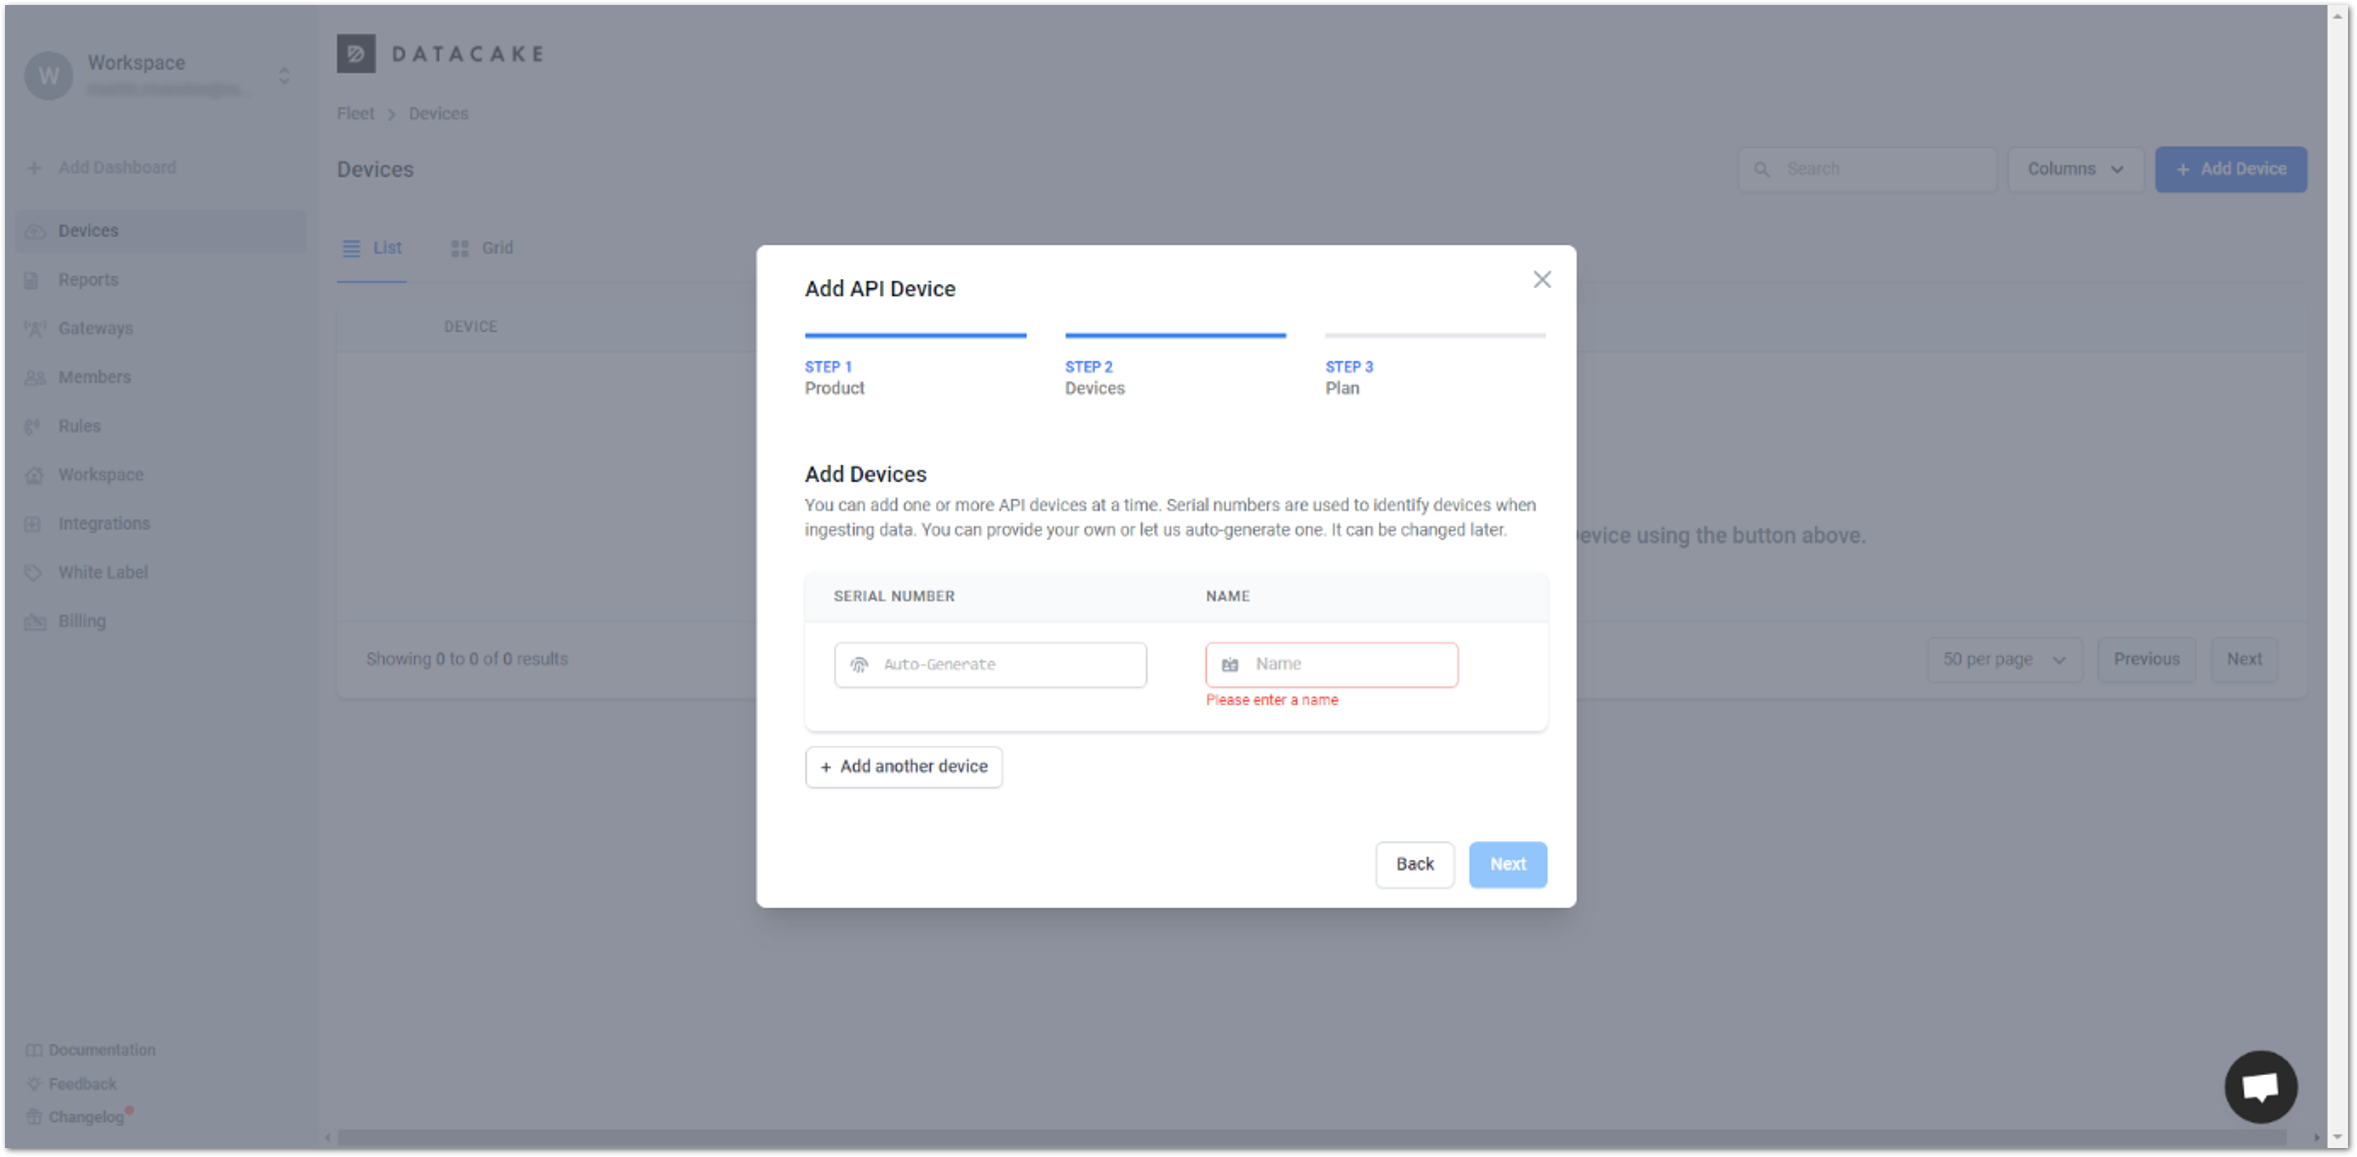 W
Workspace
Add Dashboard
Devices
Reports
Gateways
Members
Rules
Workspace
Integrations
White Label
Billing
Documentation
Feedback
Changelog
DATACAKE
Fleet > Devices
Devices
Search
Columns
+ Add Device
List
Grid
DEVICE
evice using the button above.
Showing 0 to 0 of 0 results
50 per page
Previous
Next
Add API Device
STEP 1
Product
STEP 2
Devices
STEP 3
Plan
Add Devices
You can add one or more API devices at a time. Serial numbers are used to identify devices when
ingesting data. You can provide your own or let us auto-generate one. It can be changed later.
SERIAL NUMBER
NAME
Auto-Generate
Name
Please enter a name
+ Add another device
Back
Next